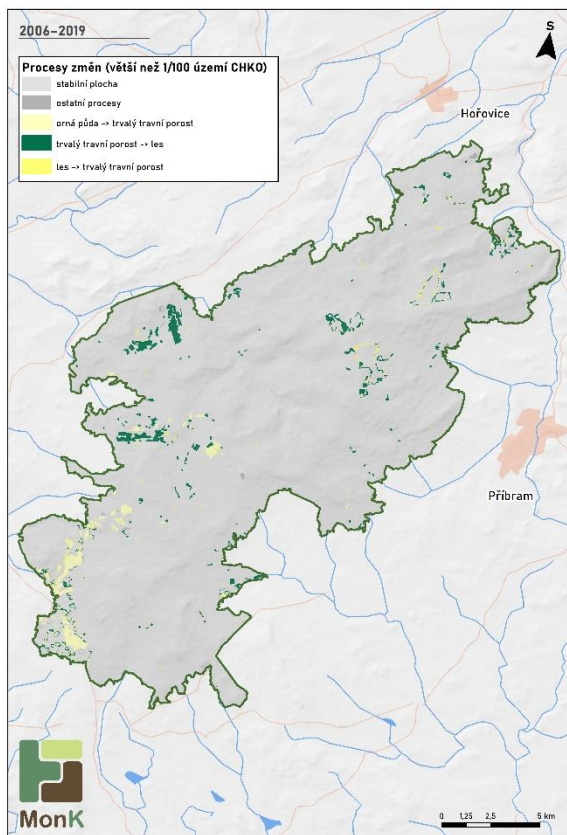 2006–2019
S
Procesy změn (větší než 1/100 území CHKO)
stabilní plocha
ostatní procesy
orná půda -> trvalý travní porost
trvalý travní porost -> les
les -> trvalý travní porost
Hořovice
Příbram
MonK
0 1,25 2,5 5 km